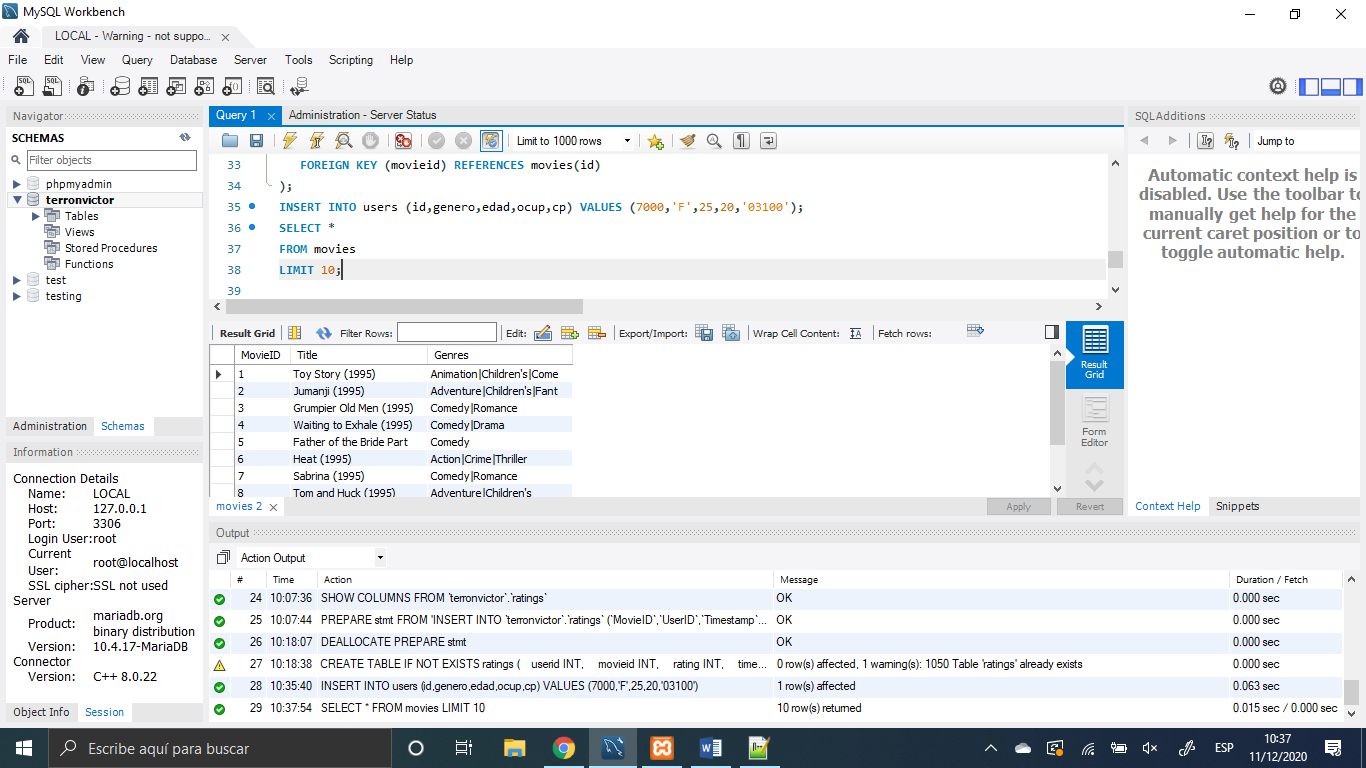 MySQL Workbench
LOCAL - Warning - not suppo...
File Edit View Query Database Server Tools Scripting Help
Navigator
SCHEMAS
Filter objects
phpmyadmin
terronvictor
Tables
Views
Stored Procedures
Functions
test
testing
Administration Schemas
Information
Connection Details
Name: LOCAL
Host: 127.0.0.1
Port: 3306
Login User:root
Current
User: root@localhost
SSL cipher:SSL not used
Server
Product: mariadb.org
binary distribution
Version: 10.4.17-MariaDB
Connector
Version: C++ 8.0.22
Object Info Session
Query 1 Administration - Server Status
Limit to 1000 rows
33 FOREIGN KEY (movieid) REFERENCES movies(id)
34 );
35 INSERT INTO users (id,genero,edad,ocup,cp) VALUES (7000,'F',25,20,'03100');
36 SELECT *
37 FROM movies
38 LIMIT 10;
39
Result Grid Filter Rows: Edit: Export/Import: Wrap Cell Content: Fetch rows:
MovieID Title Genres
1 Toy Story (1995) Animation|Children's|Come
2 Jumanji (1995) Adventure|Children's|Fant
3 Grumpier Old Men (1995) Comedy|Romance
4 Waiting to Exhale (1995) Comedy|Drama
5 Father of the Bride Part Comedy
6 Heat (1995) Action|Crime|Thriller
7 Sabrina (1995) Comedy|Romance
8 Tom and Huck (1995) Adventure|Children's
Result
Grid
Form
Editor
movies 2 Apply Revert
SQLAdditions
Jump to
Automatic context help is
disabled. Use the toolbar to
manually get help for the
current caret position or to
toggle automatic help.
Context Help Snippets
Output
Action Output
# Time Action Message Duration / Fetch
24 10:07:36 SHOW COLUMNS FROM `terronvictor`.`ratings` OK 0.000 sec
25 10:07:44 PREPARE stmt FROM 'INSERT INTO `terronvictor`.`ratings` (`MovieID`,`UserID`,`Timestamp`... OK 0.000 sec
26 10:18:07 DEALLOCATE PREPARE stmt OK 0.000 sec
27 10:18:38 CREATE TABLE IF NOT EXISTS ratings ( userid INT, movieid INT, rating INT, time... 0 row(s) affected, 1 warning(s): 1050 Table 'ratings' already exists 0.000 sec
28 10:35:40 INSERT INTO users (id,genero,edad,ocup,cp) VALUES (7000,'F',25,20,'03100') 1 row(s) affected 0.063 sec
29 10:37:54 SELECT * FROM movies LIMIT 10 10 row(s) returned 0.015 sec / 0.000 sec
Escribe aquí para buscar
ESP
10:37
11/12/2020